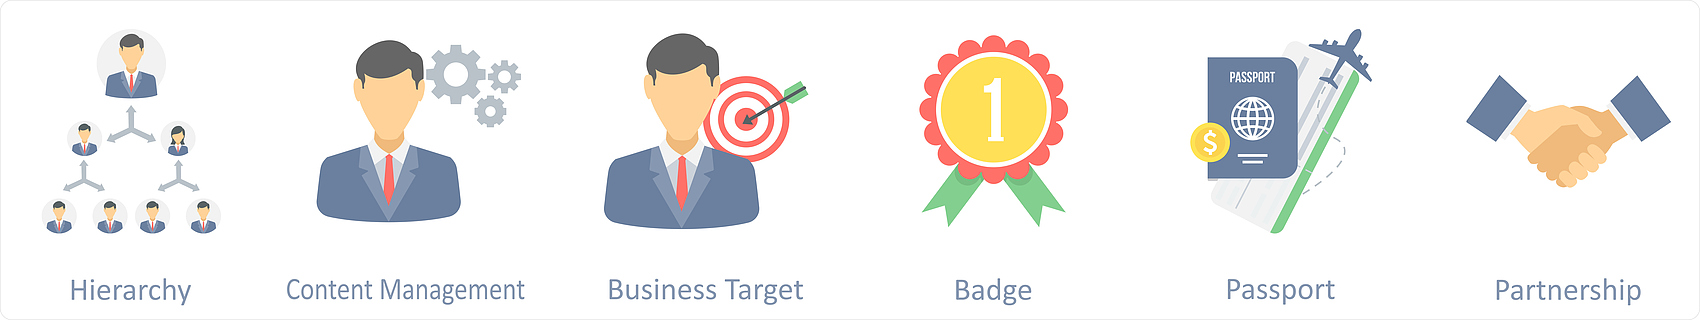 1
PASSPORT
$
Hierarchy
Content Management
Business Target
Badge
Passport
Partnership